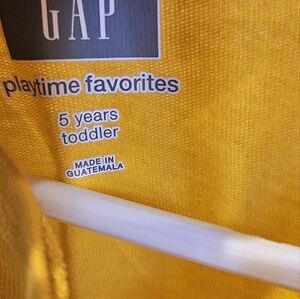 GAP
playtime favorites
5 years
toddler
MADE IN
GUATEMALA